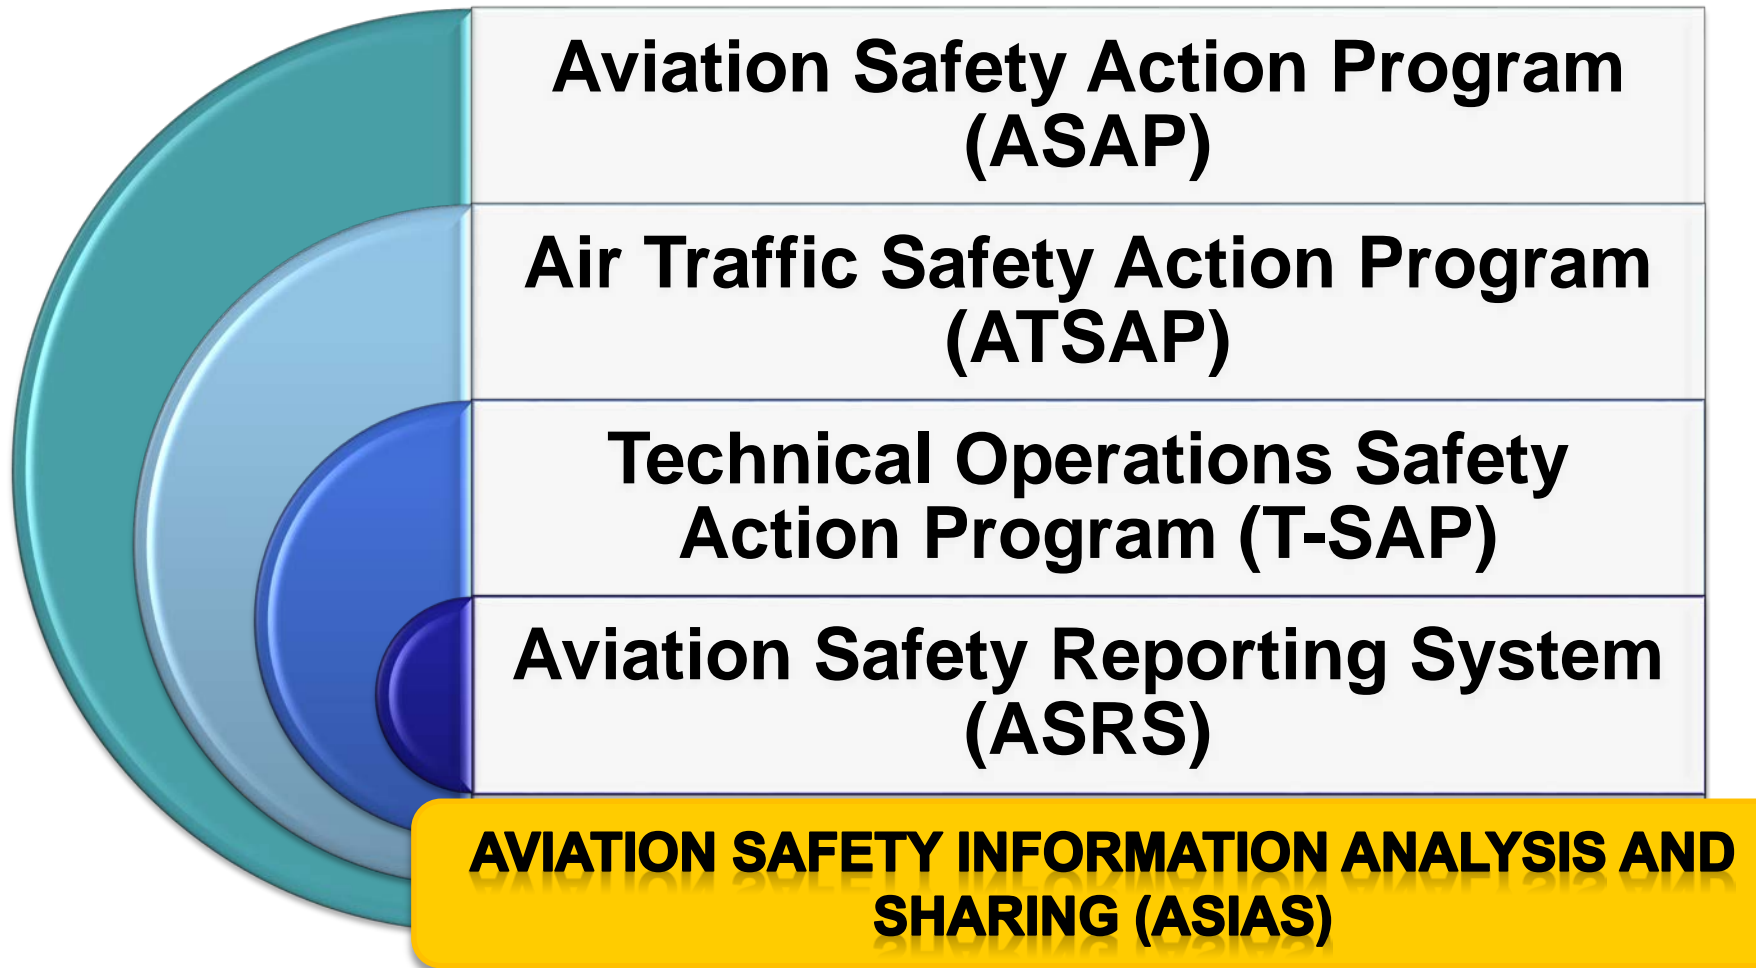 Aviation Safety Action Program
(ASAP)
Air Traffic Safety Action Program
(ATSAP)
Technical Operations Safety
Action Program (T-SAP)
Aviation Safety Reporting System
(ASRS)
AVIATION SAFETY INFORMATION ANALYSIS AND
SHARING (ASIAS)